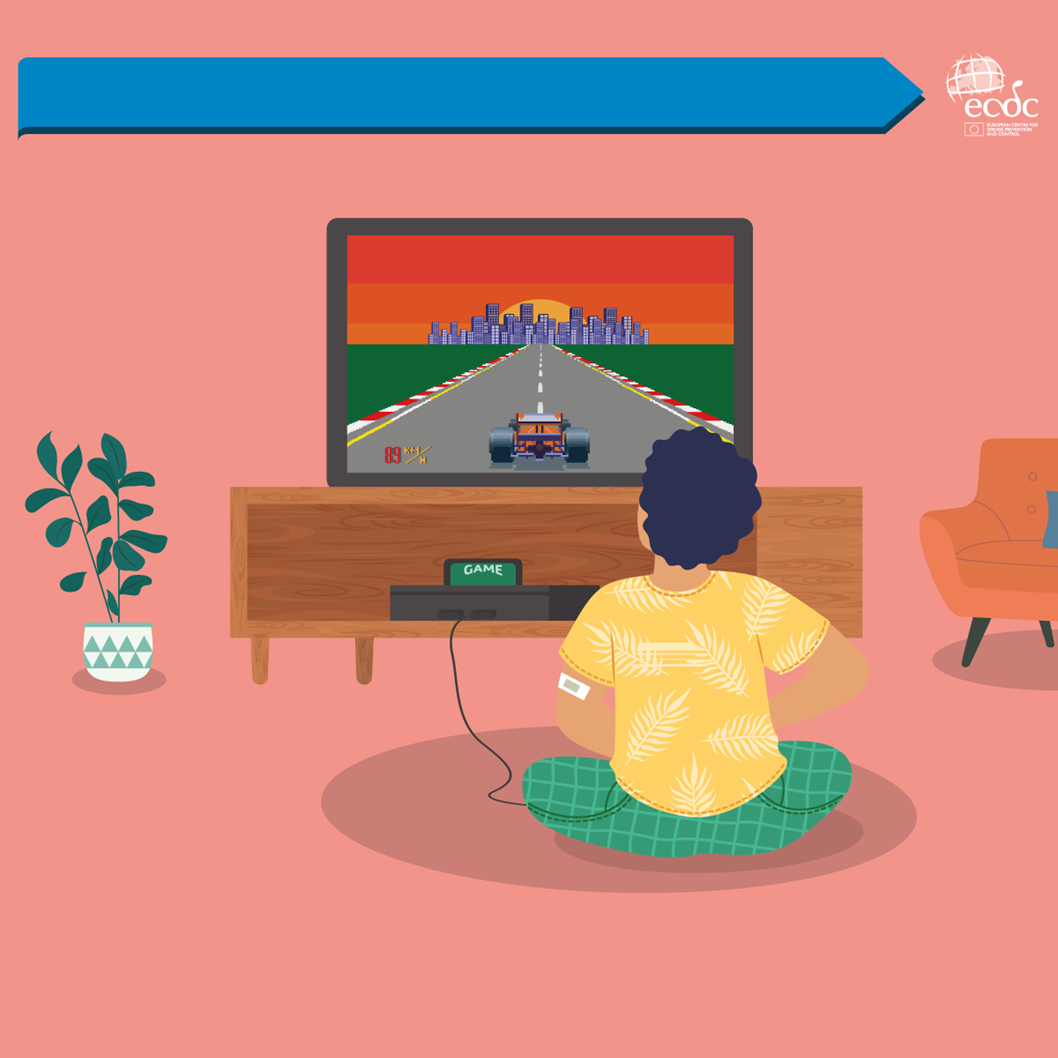 ecdc
EUROPEAN CENTRE FOR
DISEASE PREVENTION
AND CONTROL
89 KM/H
GAME